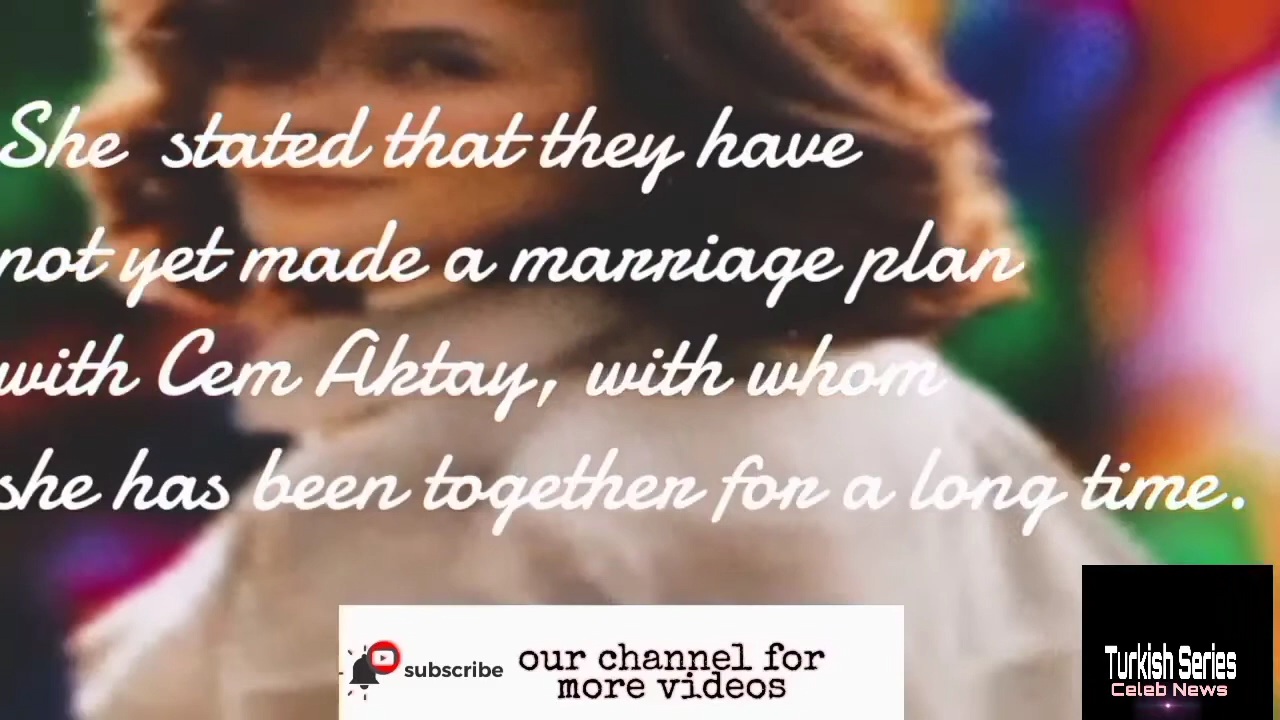 She stated that they have
not yet made a marriage plan
with Cem Aktay, with whom
she has been together for a long time.
subscribe
our channel for
more videos
Turkish Series
Celeb News